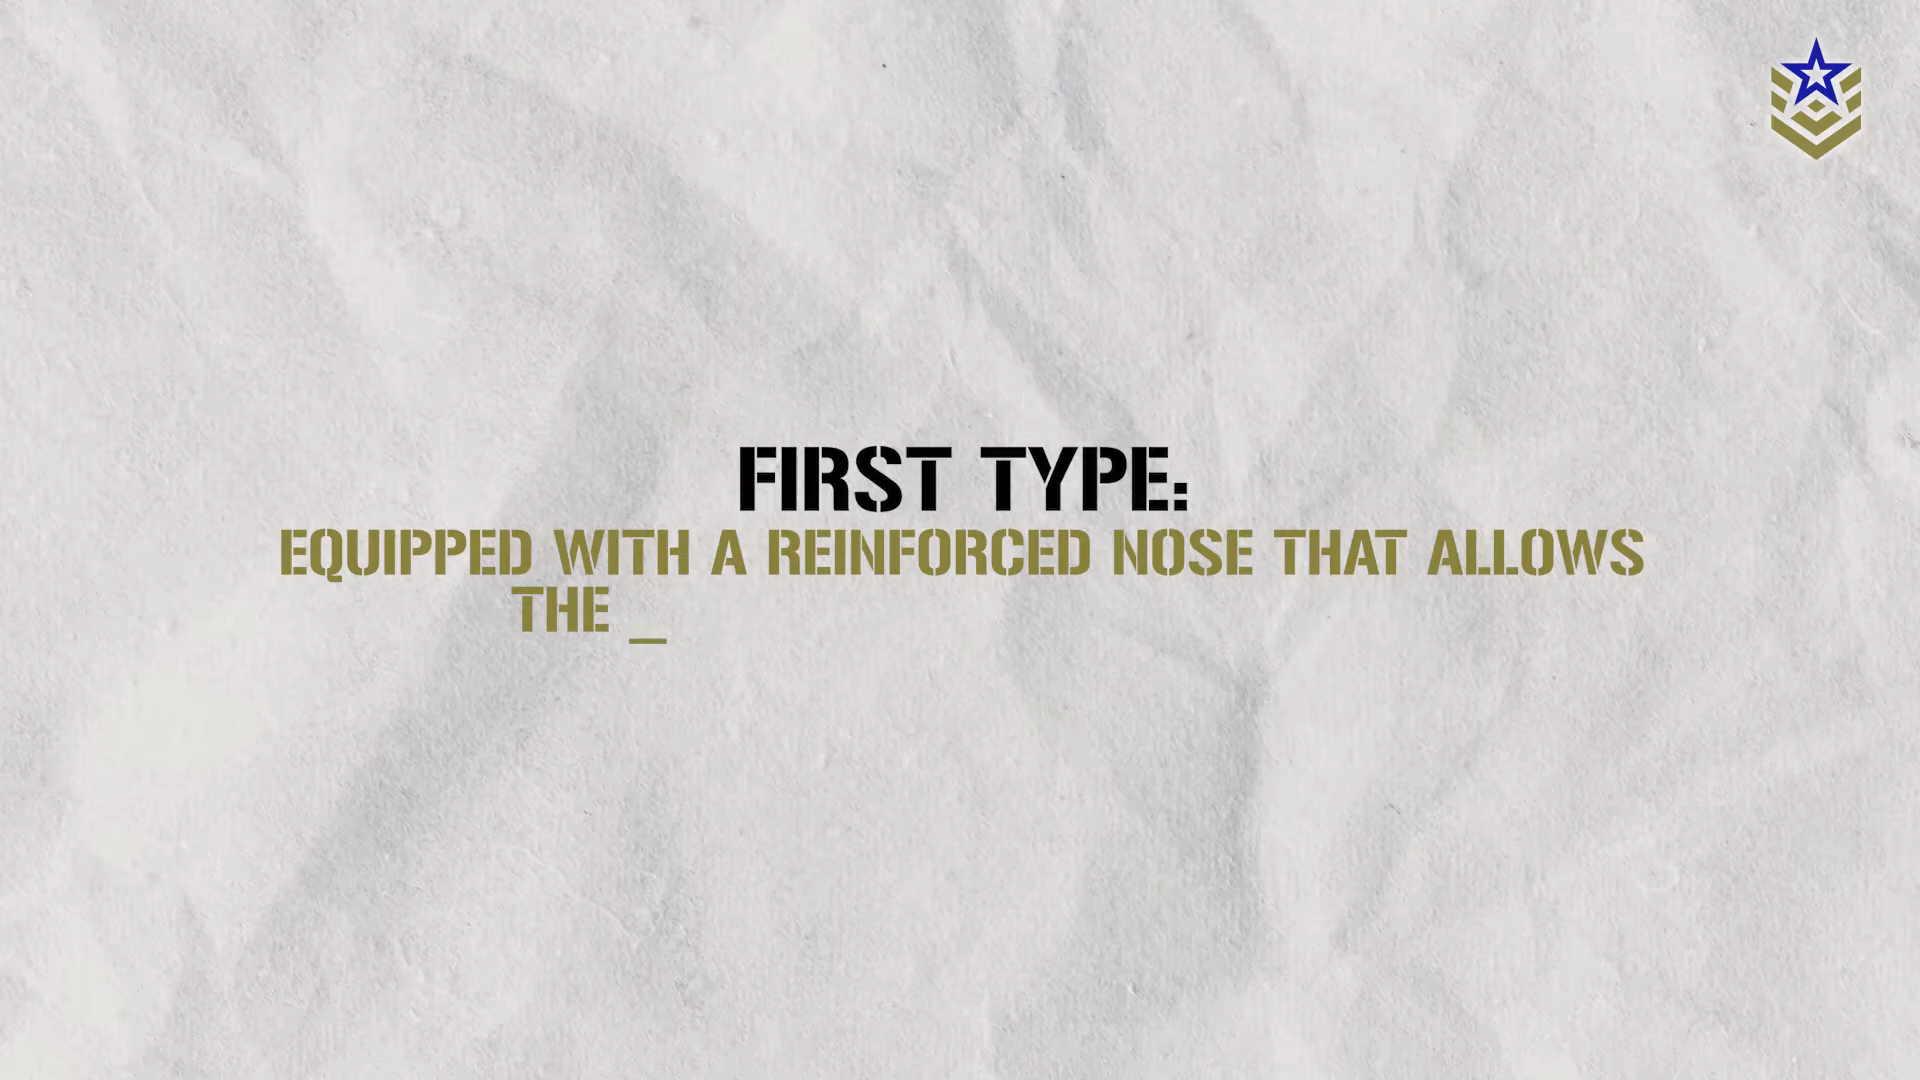 FIRST TYPE:
EQUIPPED WITH A REINFORCED NOSE THAT ALLOWS
THE _